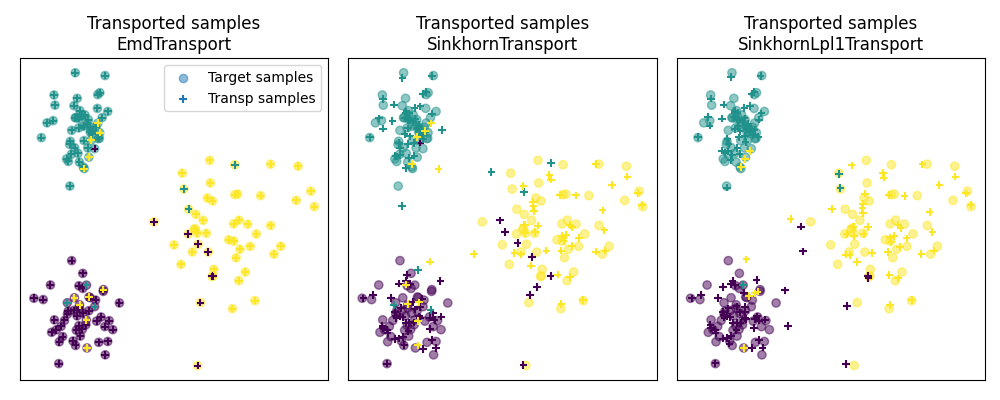 Transported samples
EmdTransport
Transported samples
SinkhornTransport
Transported samples
SinkhornLpl1Transport
Target samples
Transp samples